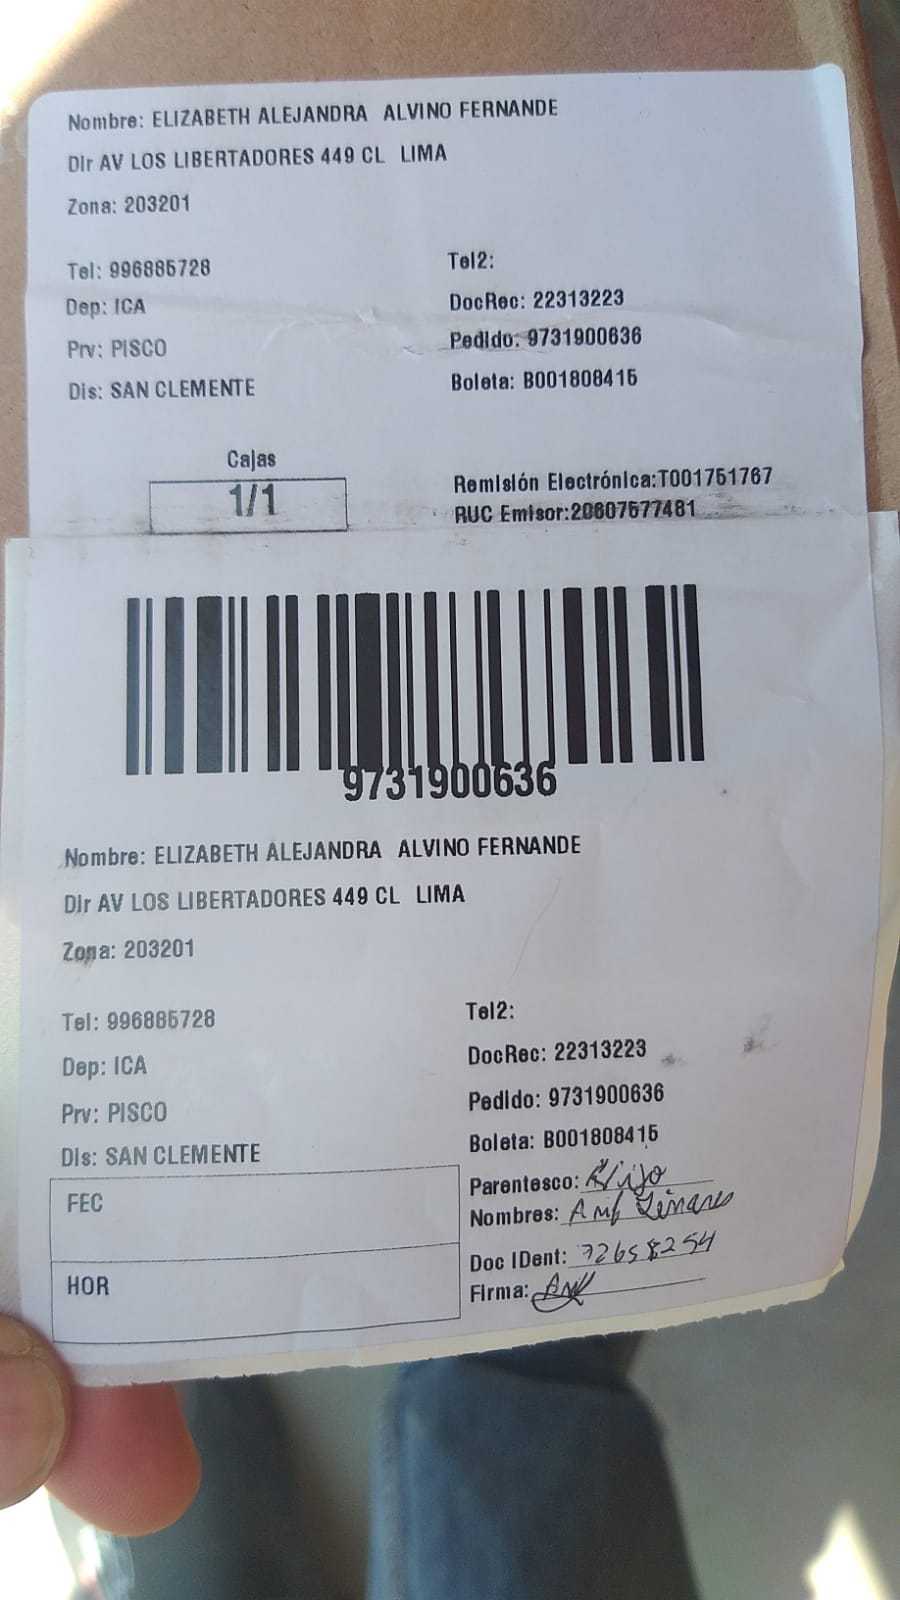 Nombre: ELIZABETH ALEJANDRA ALVINO FERNANDE
Dir AV LOS LIBERTADORES 449 CL LIMA
Zona: 203201
Tel: 996885728 Tel2:
Dep: ICA DocRec: 22313223
Prv: PISCO Pedido: 9731900636
Dis: SAN CLEMENTE Boleta: B001808415
Cajas
1/1
Remisión Electrónica:T001751767
RUC Emisor:20607577481
9731900636
Nombre: ELIZABETH ALEJANDRA ALVINO FERNANDE
Dir AV LOS LIBERTADORES 449 CL LIMA
Zona: 203201
Tel: 996885728 Tel2:
Dep: ICA DocRec: 22313223
Prv: PISCO Pedido: 9731900636
Dis: SAN CLEMENTE Boleta: B001808415
FEC Parentesco: Hijo
Nombres: Linares
Doc IDent: 72658254
HOR Firma: